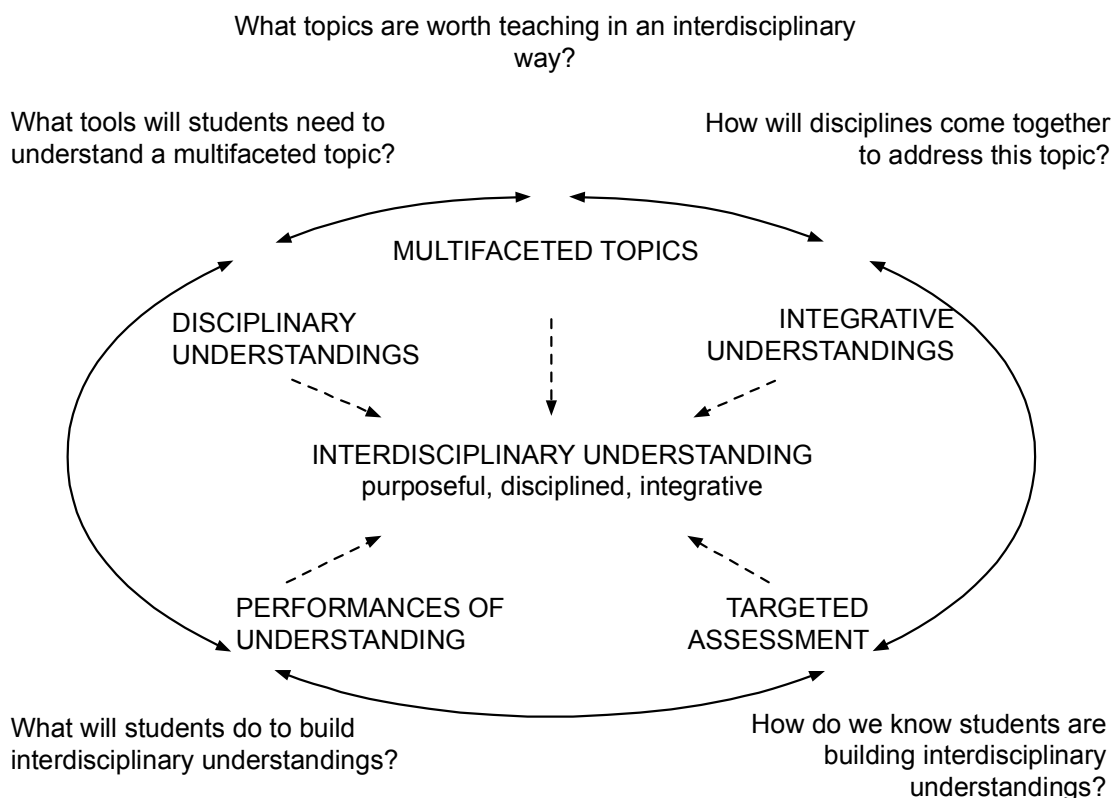 What topics are worth teaching in an interdisciplinary
way?
What tools will students need to
understand a multifaceted topic?
How will disciplines come together
to address this topic?
MULTIFACETED TOPICS
DISCIPLINARY
UNDERSTANDINGS
INTEGRATIVE
UNDERSTANDINGS
INTERDISCIPLINARY UNDERSTANDING
purposeful, disciplined, integrative
PERFORMANCES OF
UNDERSTANDING
TARGETED
ASSESSMENT
What will students do to build
interdisciplinary understandings?
How do we know students are
building interdisciplinary
understandings?